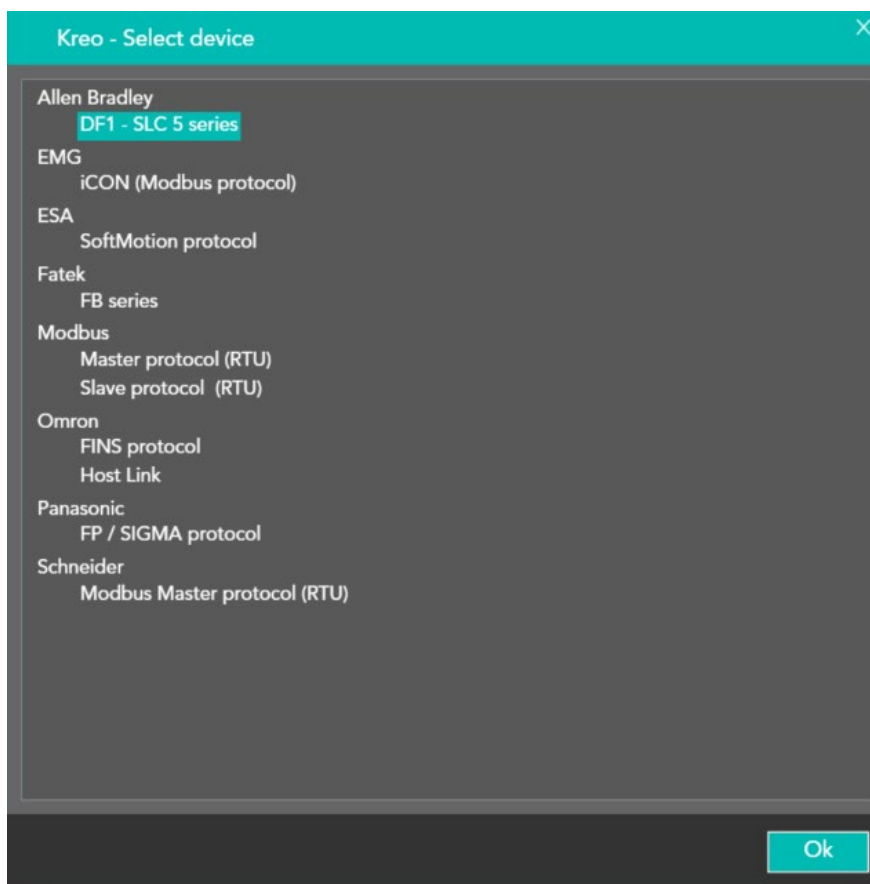 Kreo - Select device
Allen Bradley
DF1 - SLC 5 series
EMG
iCON (Modbus protocol)
ESA
SoftMotion protocol
Fatek
FB series
Modbus
Master protocol (RTU)
Slave protocol  (RTU)
Omron
FINS protocol
Host Link
Panasonic
FP / SIGMA protocol
Schneider
Modbus Master protocol (RTU)
Ok